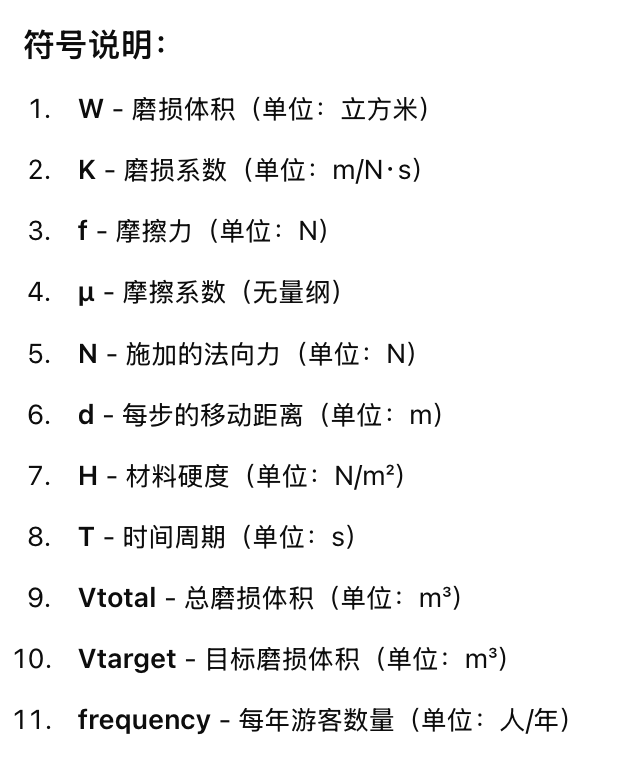 符号说明：
1. W - 磨损体积（单位：立方米）
2. K - 磨损系数（单位：m/N·s）
3. f - 摩擦力（单位：N）
4. μ - 摩擦系数（无量纲）
5. N - 施加的法向力（单位：N）
6. d - 每步的移动距离（单位：m）
7. H - 材料硬度（单位：N/m²）
8. T - 时间周期（单位：s）
9. Vtotal - 总磨损体积（单位：m³）
10. Vtarget - 目标磨损体积（单位：m³）
11. frequency - 每年游客数量（单位：人/年）